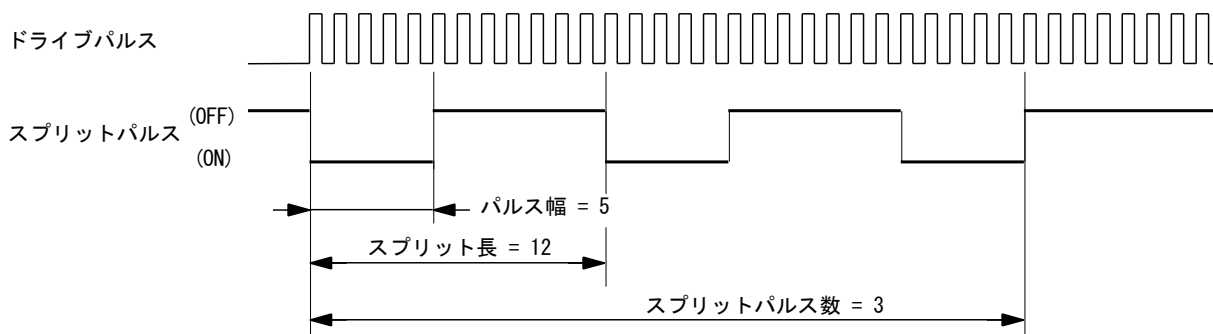 ドライブパルス
(OFF)
スプリットパルス
(ON)
パルス幅 = 5
スプリット長 = 12
スプリットパルス数 = 3